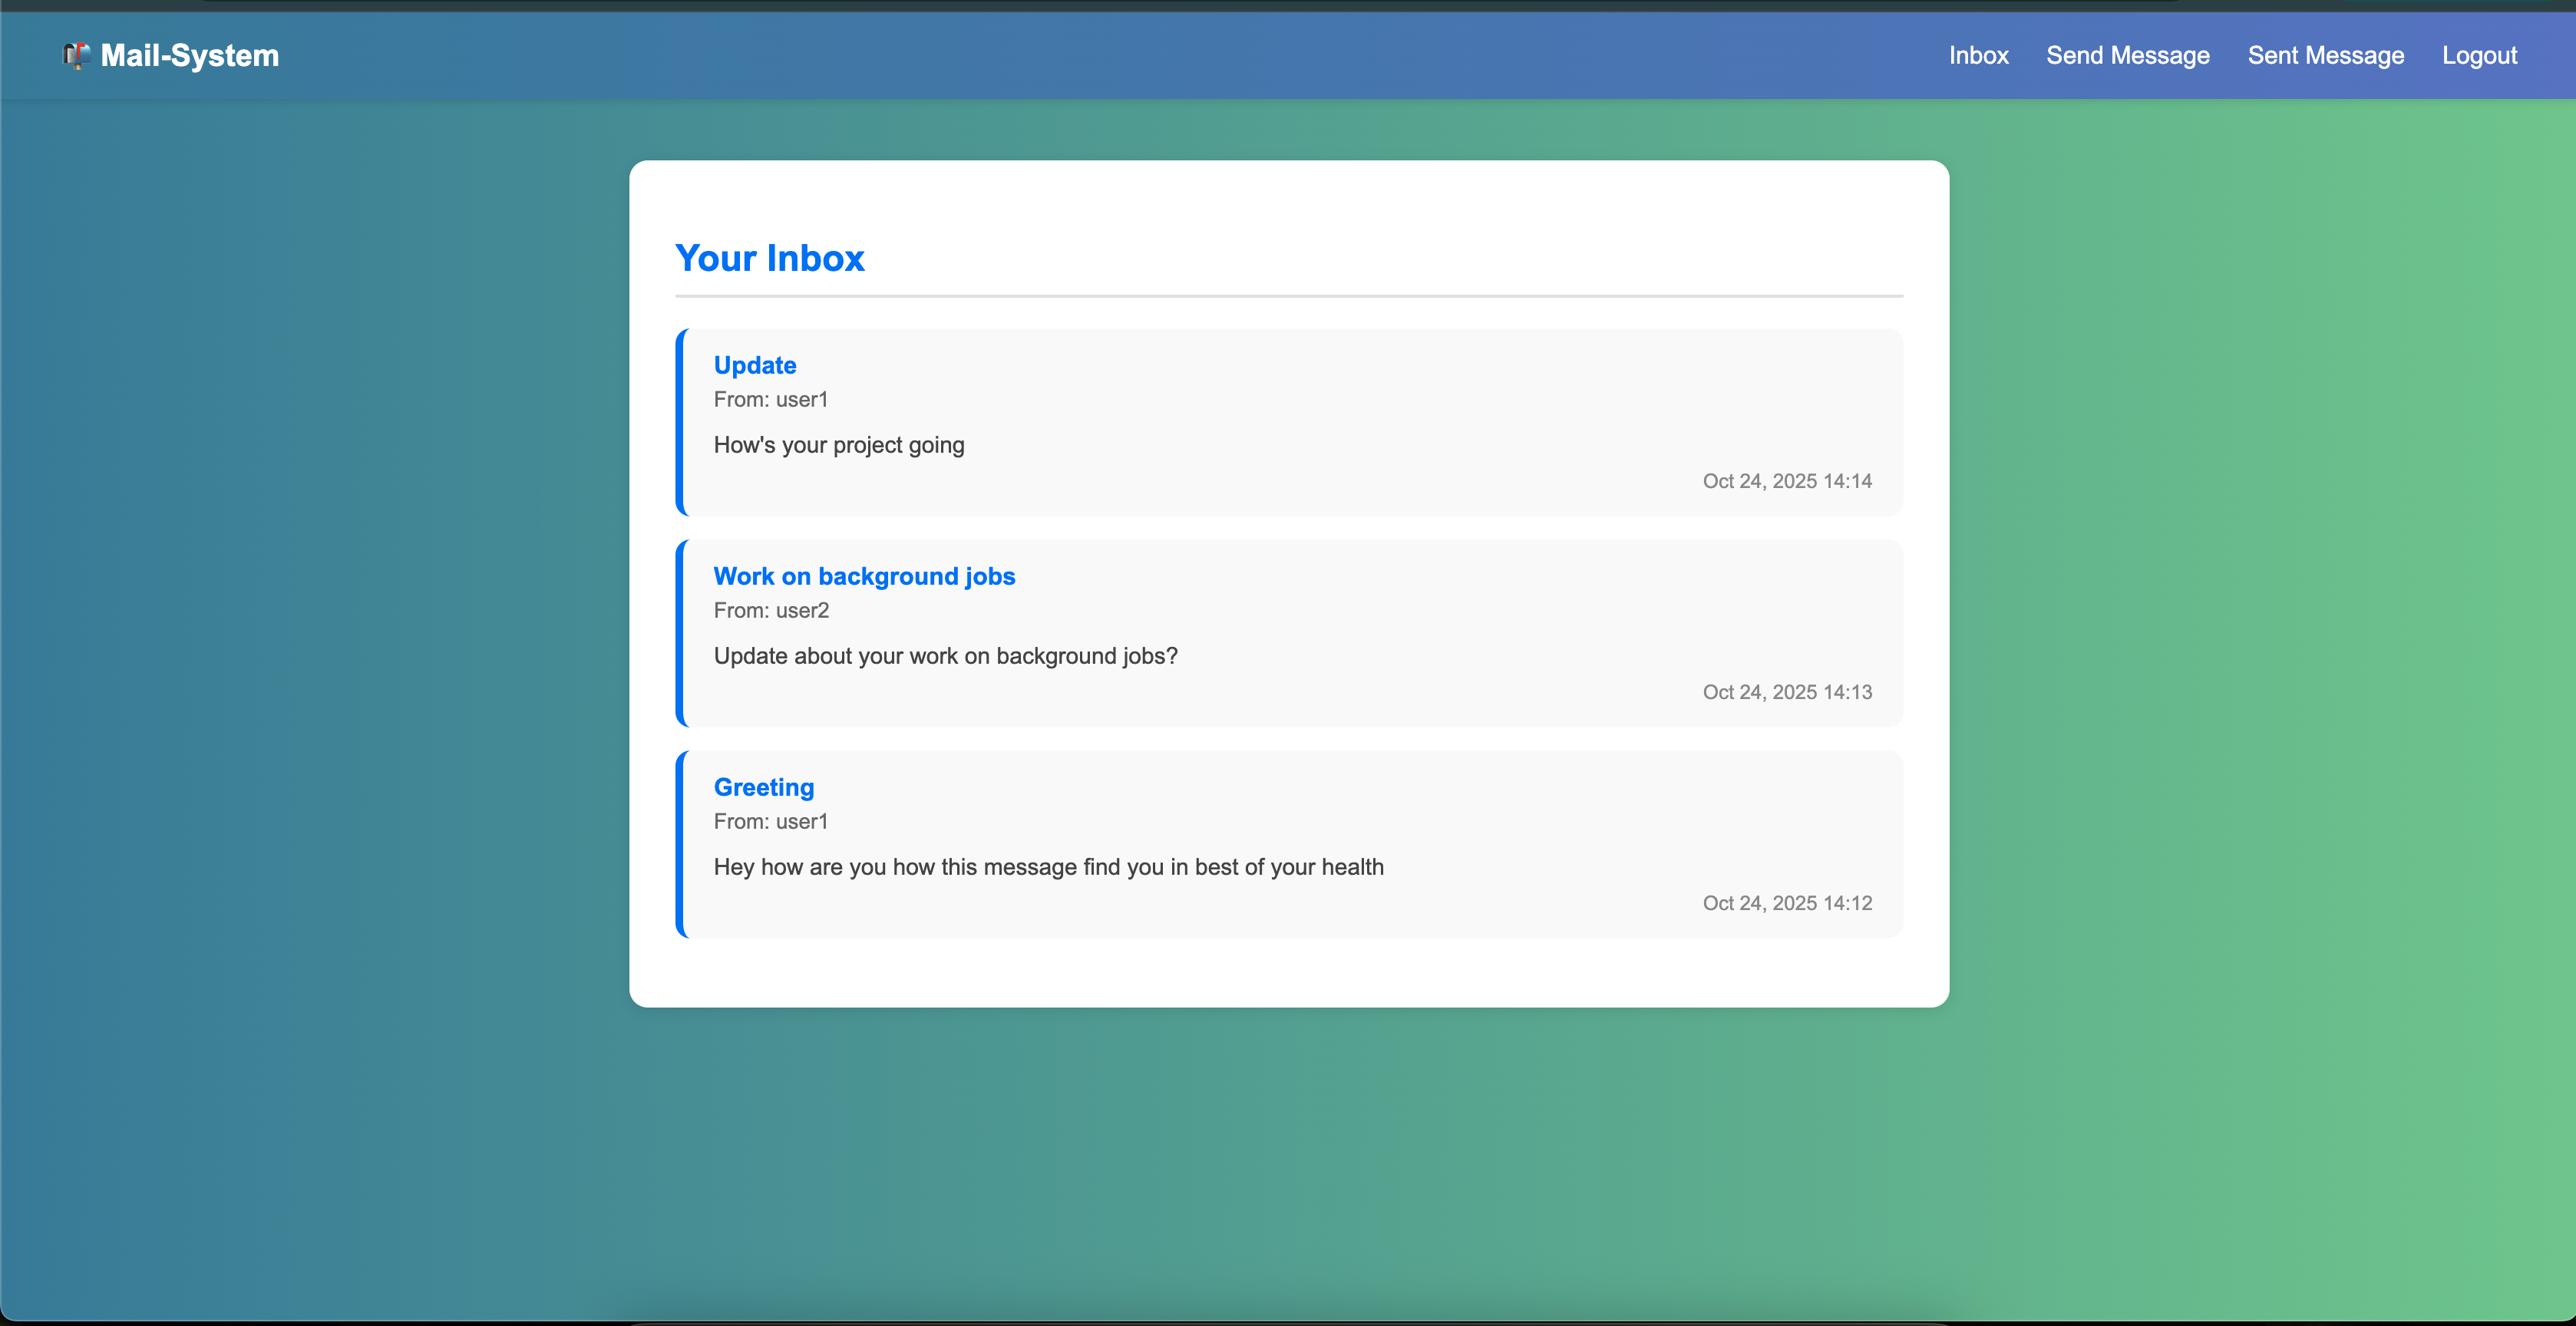 Mail-System
Inbox Send Message Sent Message Logout
Your Inbox
Update
From: user1
How's your project going
Oct 24, 2025 14:14
Work on background jobs
From: user2
Update about your work on background jobs?
Oct 24, 2025 14:13
Greeting
From: user1
Hey how are you how this message find you in best of your health
Oct 24, 2025 14:12